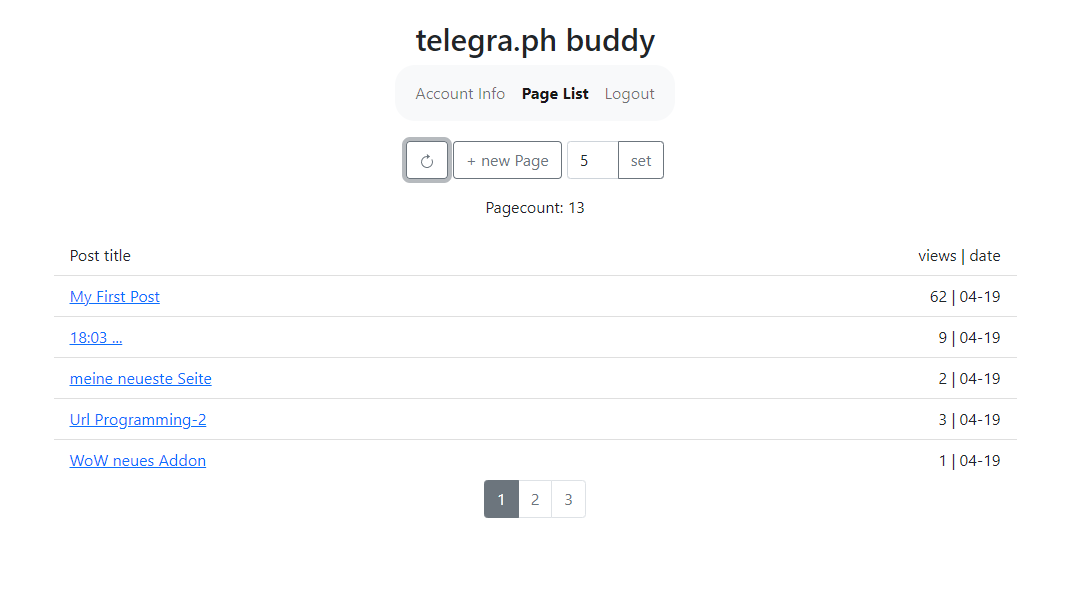 telegra.ph buddy
Account Info Page List Logout
+ new Page 5 set
Pagecount: 13
Post title views | date
My First Post 62 | 04-19
18:03 ... 9 | 04-19
meine neueste Seite 2 | 04-19
Url Programming-2 3 | 04-19
WoW neues Addon 1 | 04-19
1 2 3